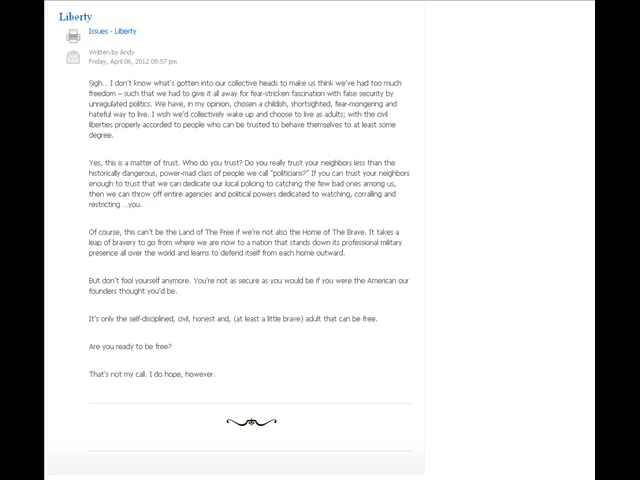 Liberty
Issues - Liberty
Written by Andy
Friday, April 06, 2012 08:57 pm
Sigh... I don't know what's gotten into our collective heads to make us think we've had too much
freedom – such that we had to give it all away for fear-stricken fascination with false security by
unregulated politics. We have, in my opinion, chosen a childish, shortsighted, fear-mongering and
hateful way to live. I wish we'd collectively wake up and choose to live as adults; with the civil
liberties properly accorded to people who can be trusted to behave themselves to at least some
degree.
Yes, this is a matter of trust. Who do you trust? Do you really trust your neighbors less than the
historically dangerous, power-mad class of people we call "politicians?" If you can trust your neighbors
enough to trust that we can dedicate our local policing to catching the few bad ones among us,
then we can throw off entire agencies and political powers dedicated to watching, corralling and
restricting ...you.
Of course, this can't be the Land of The Free if we're not also the Home of The Brave. It takes a
leap of bravery to go from where we are now to a nation that stands down its professional military
presence all over the world and learns to defend itself from each home outward.
But don't fool yourself anymore. You're not as secure as you would be if you were the American our
founders thought you'd be.
It's only the self-disciplined, civil, honest and, (at least a little brave) adult that can be free.
Are you ready to be free?
That's not my call. I do hope, however.